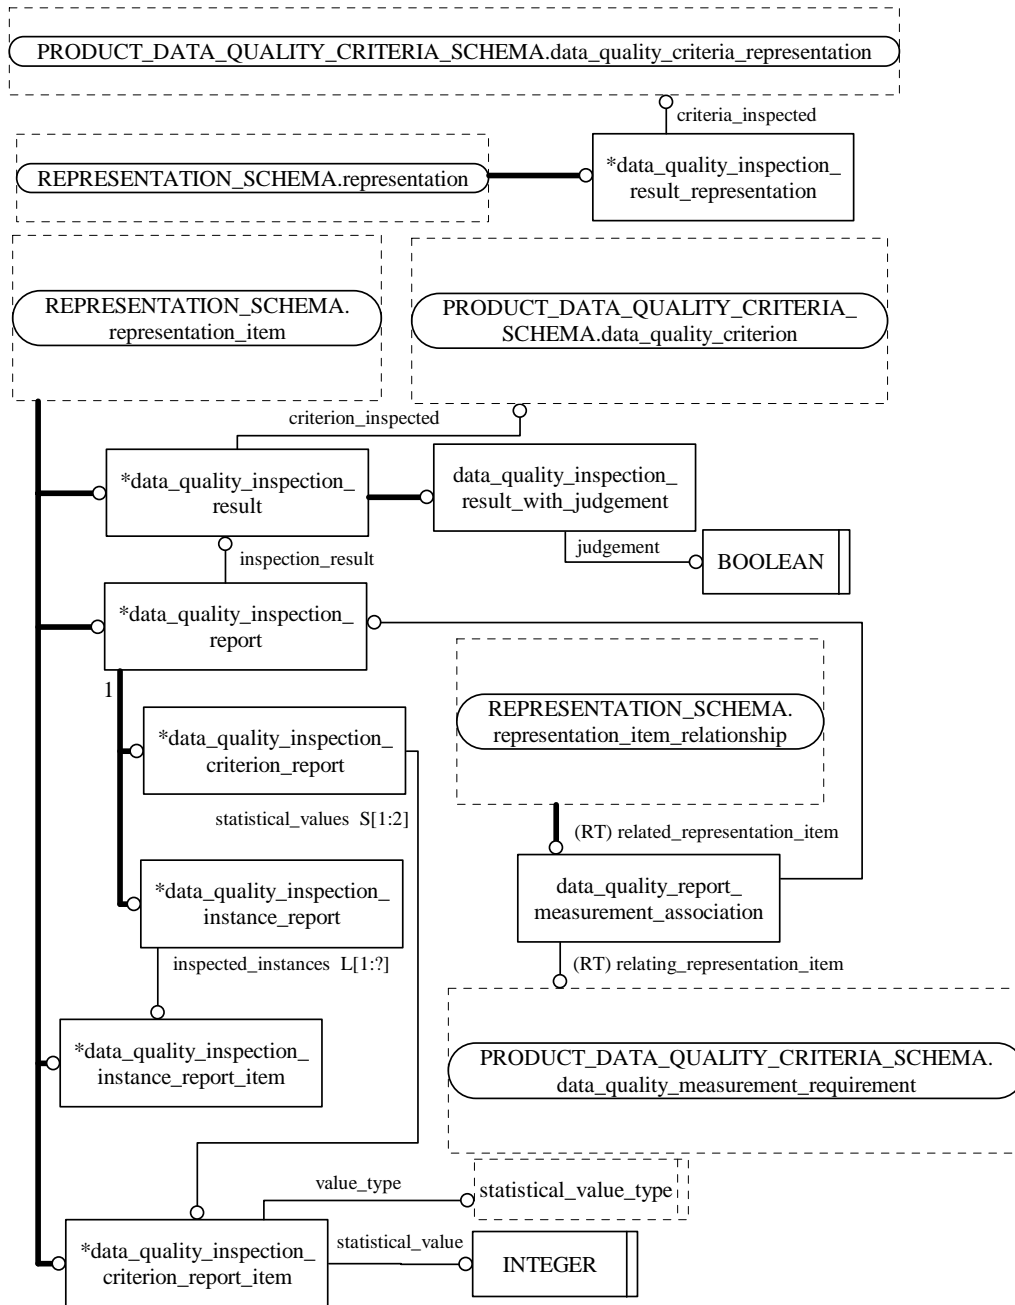 PRODUCT_DATA_QUALITY_CRITERIA_SCHEMA.data_quality_criteria_representation
criteria_inspected
*data_quality_inspection_
result_representation
REPRESENTATION_SCHEMA.representation
REPRESENTATION_SCHEMA.
representation_item
PRODUCT_DATA_QUALITY_CRITERIA_
SCHEMA.data_quality_criterion
criterion_inspected
*data_quality_inspection_
result
data_quality_inspection_
result_with_judgement
judgement
BOOLEAN
inspection_result
*data_quality_inspection_
report
1
REPRESENTATION_SCHEMA.
representation_item_relationship
*data_quality_inspection_
criterion_report
statistical_values S[1:2]
(RT) related_representation_item
*data_quality_inspection_
instance_report
data_quality_report_
measurement_association
inspected_instances L[1:?]
(RT) relating_representation_item
*data_quality_inspection_
instance_report_item
PRODUCT_DATA_QUALITY_CRITERIA_SCHEMA.
data_quality_measurement_requirement
value_type
statistical_value_type
*data_quality_inspection_
criterion_report_item
statistical_value
INTEGER